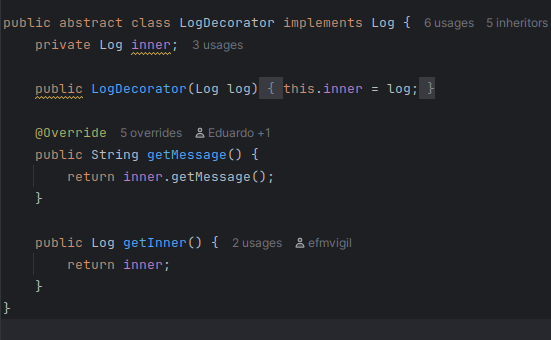 public abstract class LogDecorator implements Log { 6 usages 5 inheritors
    private Log inner; 3 usages
    public LogDecorator(Log log) { this.inner = log; }
    @Override 5 overrides Eduardo +1
    public String getMessage() {
        return inner.getMessage();
    }
    public Log getInner() { 2 usages efmvigil
        return inner;
    }
}